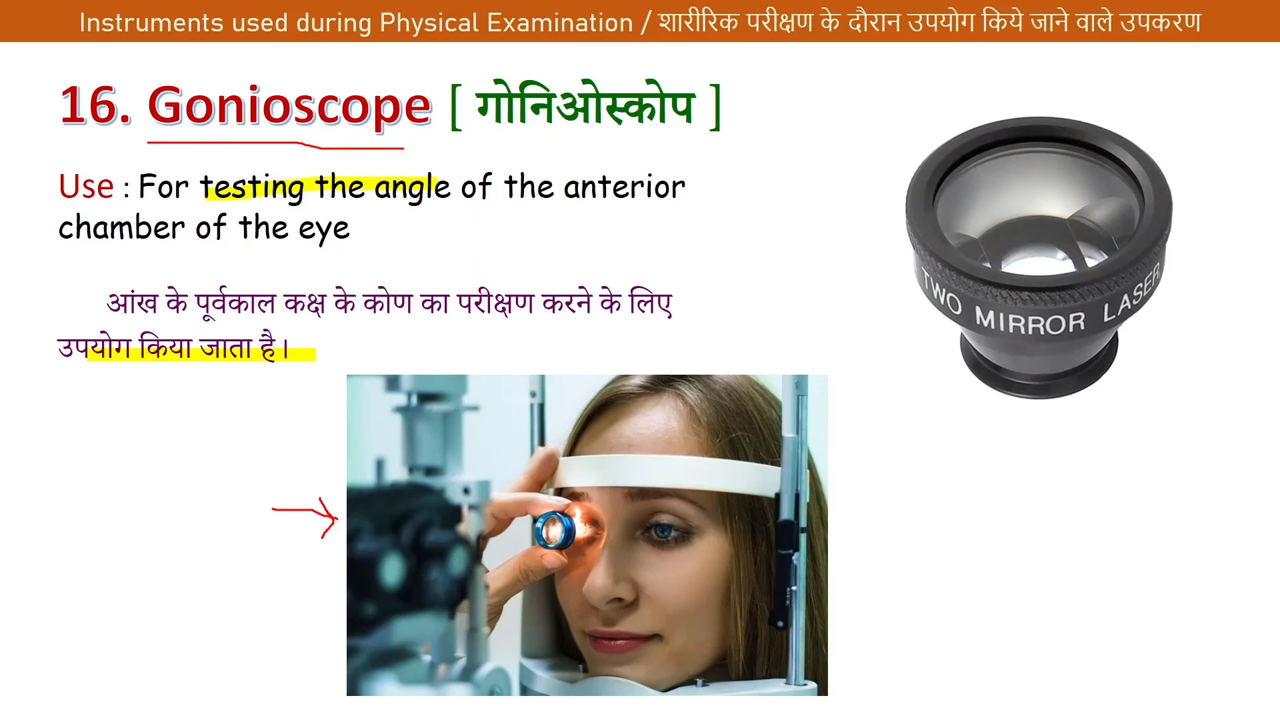 Instruments used during Physical Examination / शारीरिक परीक्षण के दौरान उपयोग किये जाने वाले उपकरण
16. Gonioscope [ गोनिओस्कोप ]
Use : For testing the angle of the anterior
chamber of the eye
आंख के पूर्वकाल कक्ष के कोण का परीक्षण करने के लिए
उपयोग किया जाता है।
TWO MIRROR LASER